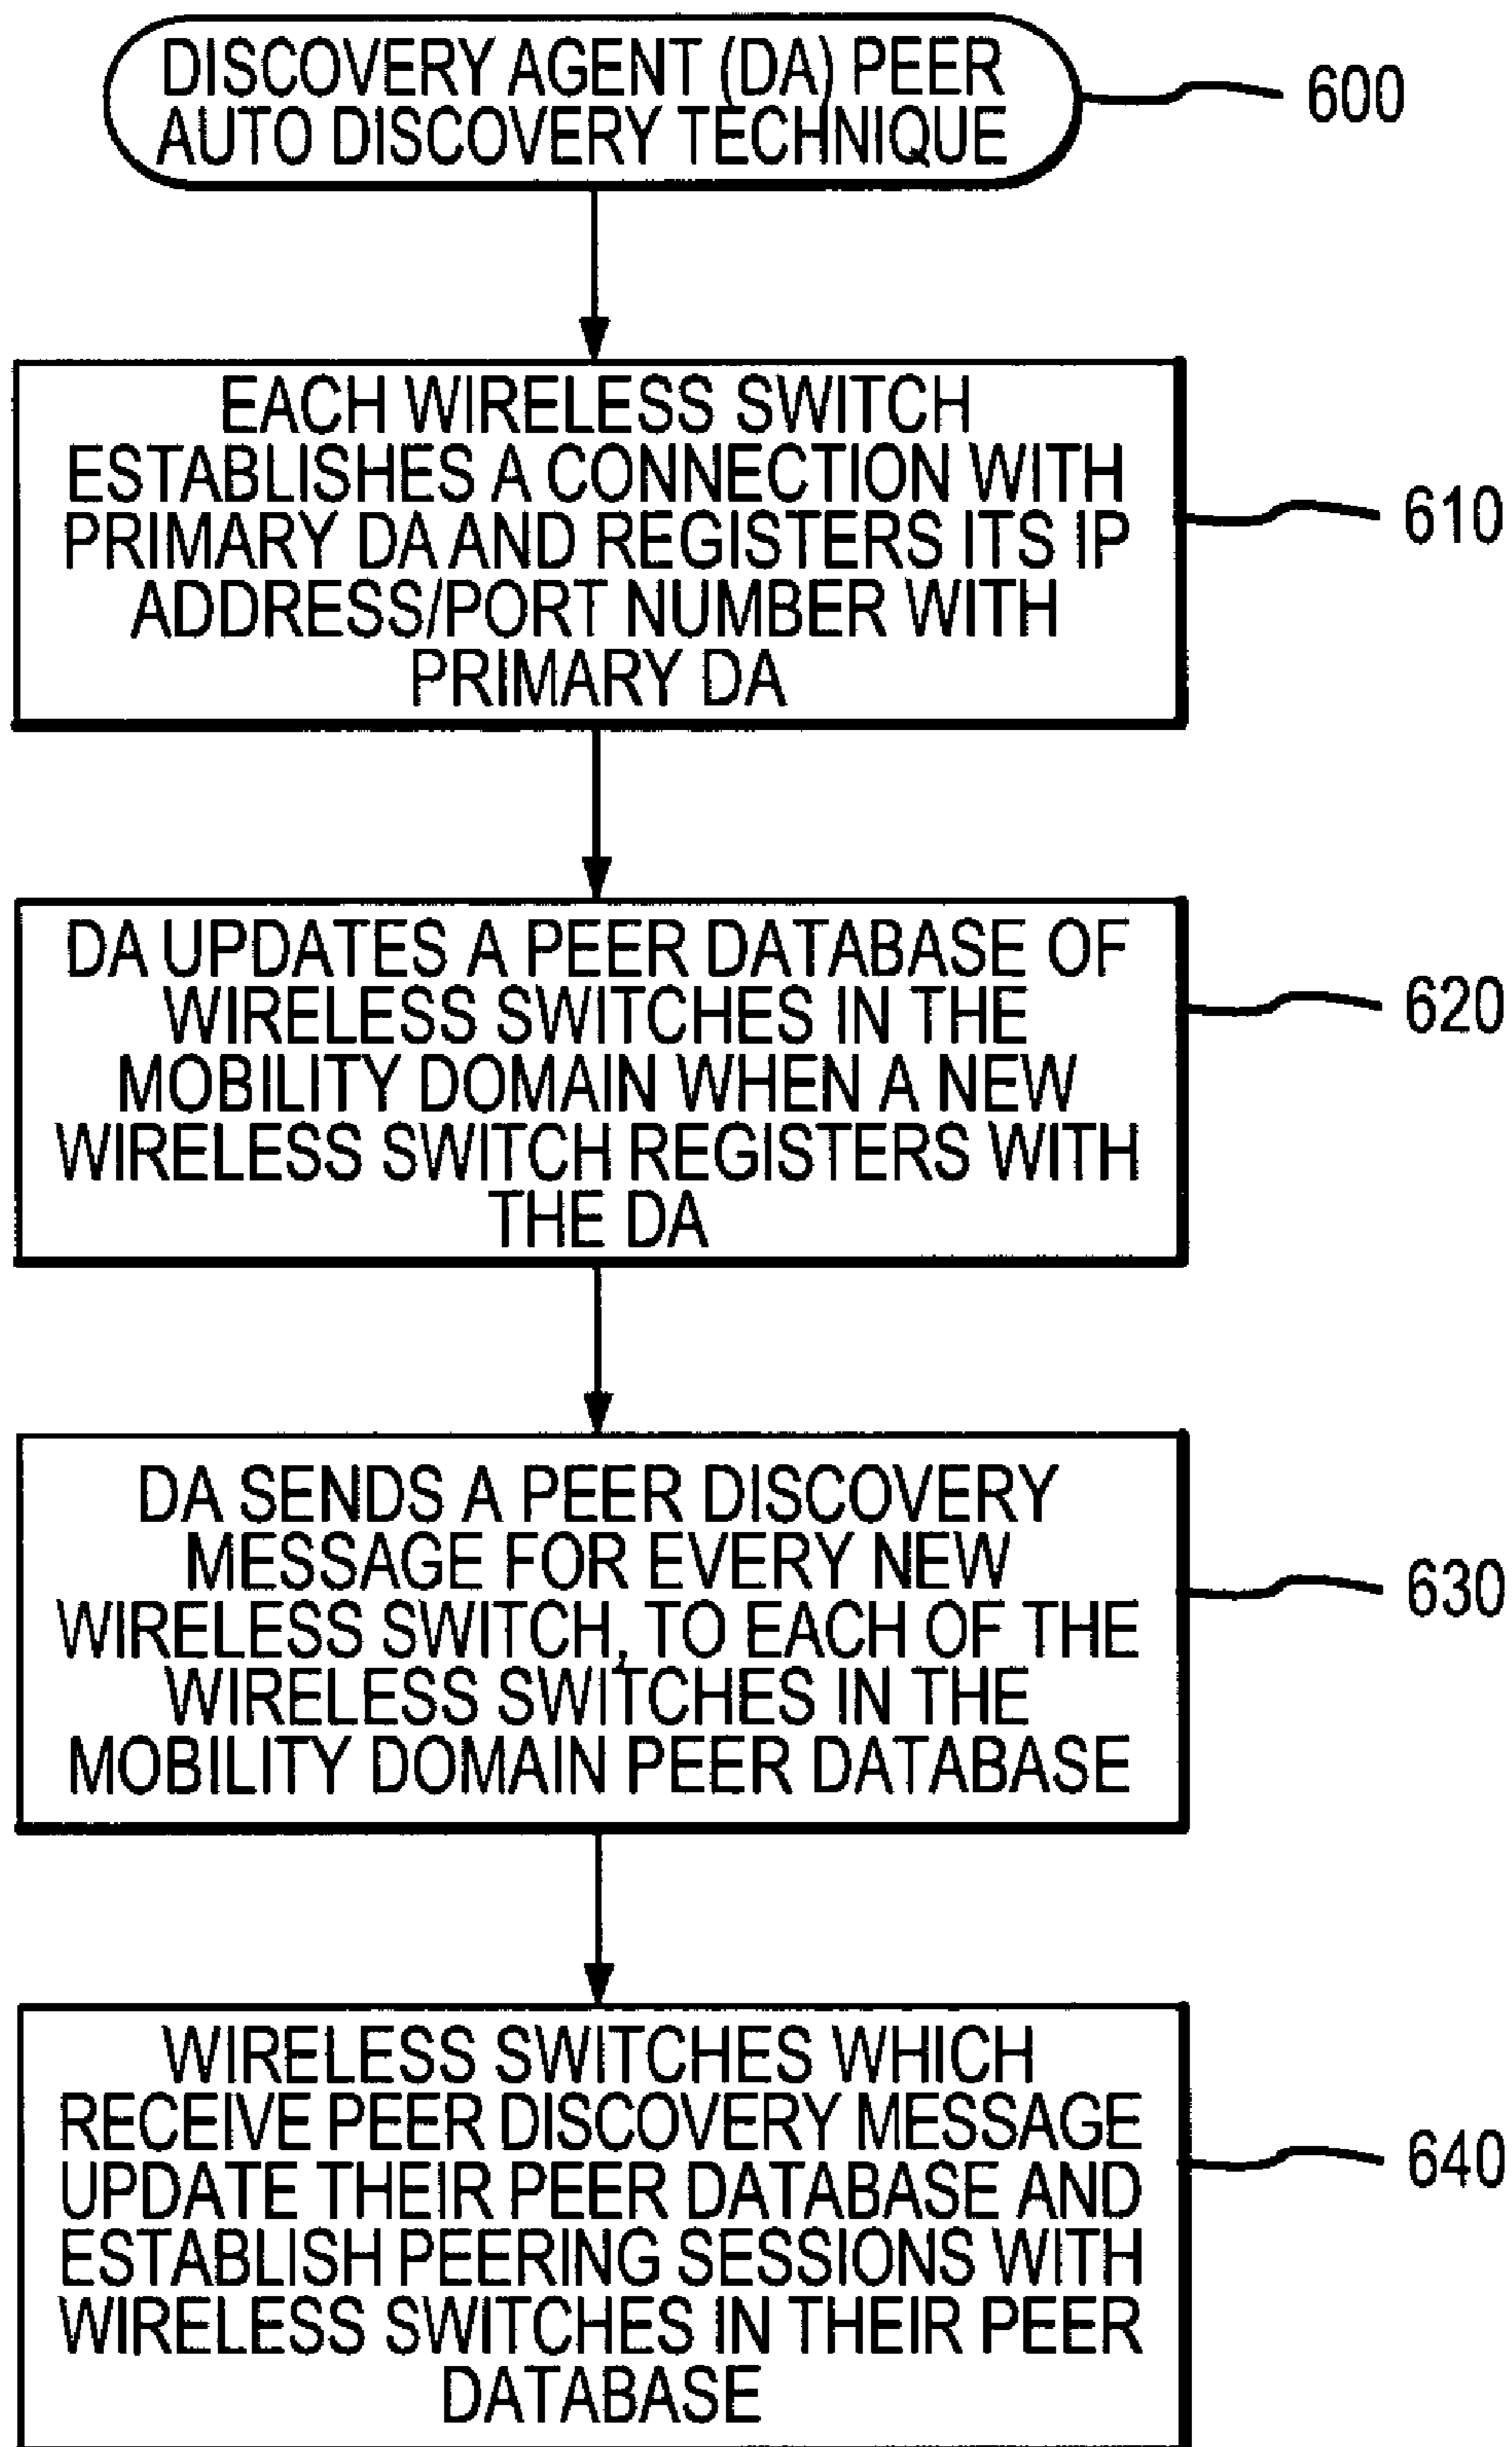 DISCOVERY AGENT (DA) PEER
AUTO DISCOVERY TECHNIQUE
600
EACH WIRELESS SWITCH
ESTABLISHES A CONNECTION WITH
PRIMARY DA AND REGISTERS ITS IP
ADDRESS/PORT NUMBER WITH
PRIMARY DA
610
DA UPDATES A PEER DATABASE OF
WIRELESS SWITCHES IN THE
MOBILITY DOMAIN WHEN A NEW
WIRELESS SWITCH REGISTERS WITH
THE DA
620
DA SENDS A PEER DISCOVERY
MESSAGE FOR EVERY NEW
WIRELESS SWITCH, TO EACH OF THE
WIRELESS SWITCHES IN THE
MOBILITY DOMAIN PEER DATABASE
630
WIRELESS SWITCHES WHICH
RECEIVE PEER DISCOVERY MESSAGE
UPDATE THEIR PEER DATABASE AND
ESTABLISH PEERING SESSIONS WITH
WIRELESS SWITCHES IN THEIR PEER
DATABASE
640